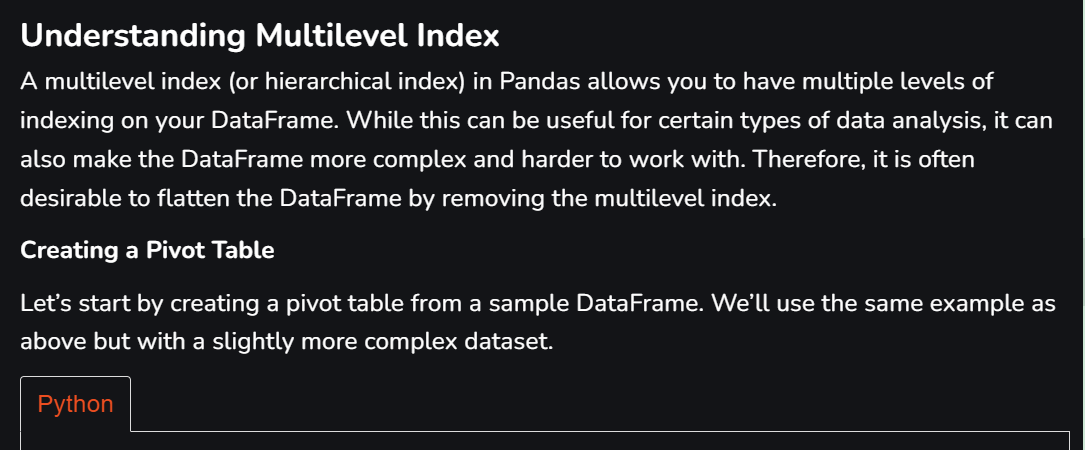 Understanding Multilevel Index
A multilevel index (or hierarchical index) in Pandas allows you to have multiple levels of
indexing on your DataFrame. While this can be useful for certain types of data analysis, it can
also make the DataFrame more complex and harder to work with. Therefore, it is often
desirable to flatten the DataFrame by removing the multilevel index.
Creating a Pivot Table
Let’s start by creating a pivot table from a sample DataFrame. We’ll use the same example as
above but with a slightly more complex dataset.
Python